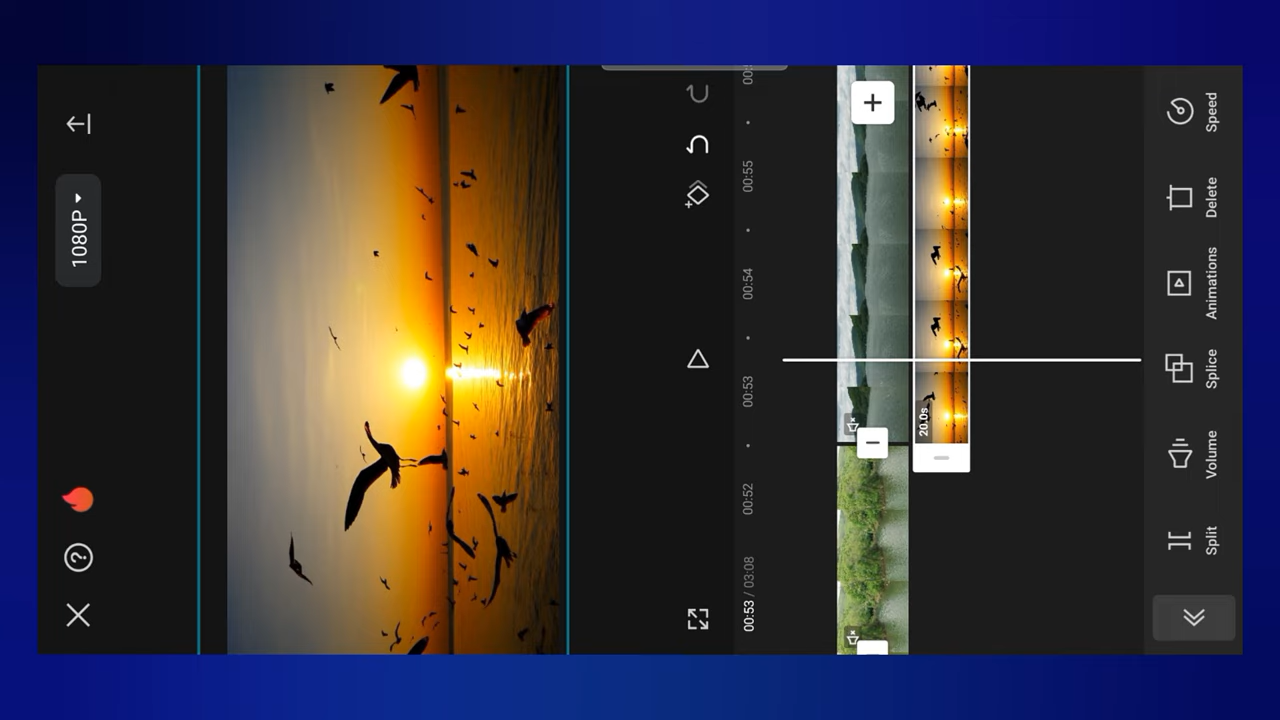 1080P
00:53 / 03:08
00:52
00:53
00:54
00:55
20.0s
Split
Volume
Splice
Animations
Delete
Speed